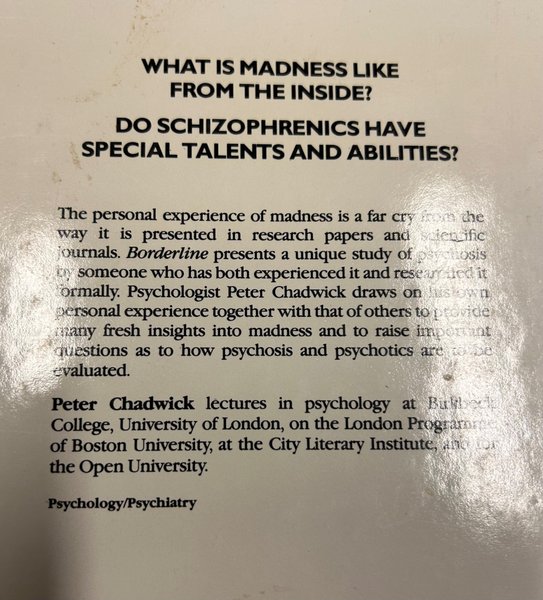 WHAT IS MADNESS LIKE
FROM THE INSIDE?
DO SCHIZOPHRENICS HAVE
SPECIAL TALENTS AND ABILITIES?
The personal experience of madness is a far cry from the
way it is presented in research papers and scientific
journals. Borderline presents a unique study of psychosis
by someone who has both experienced it and researched it
formally. Psychologist Peter Chadwick draws on his own
personal experience together with that of others to provide
many fresh insights into madness and to raise important
questions as to how psychosis and psychotics are to be
evaluated.
Peter Chadwick lectures in psychology at Birkbeck
College, University of London, on the London Programme
of Boston University, at the City Literary Institute, and for
the Open University.
Psychology/Psychiatry